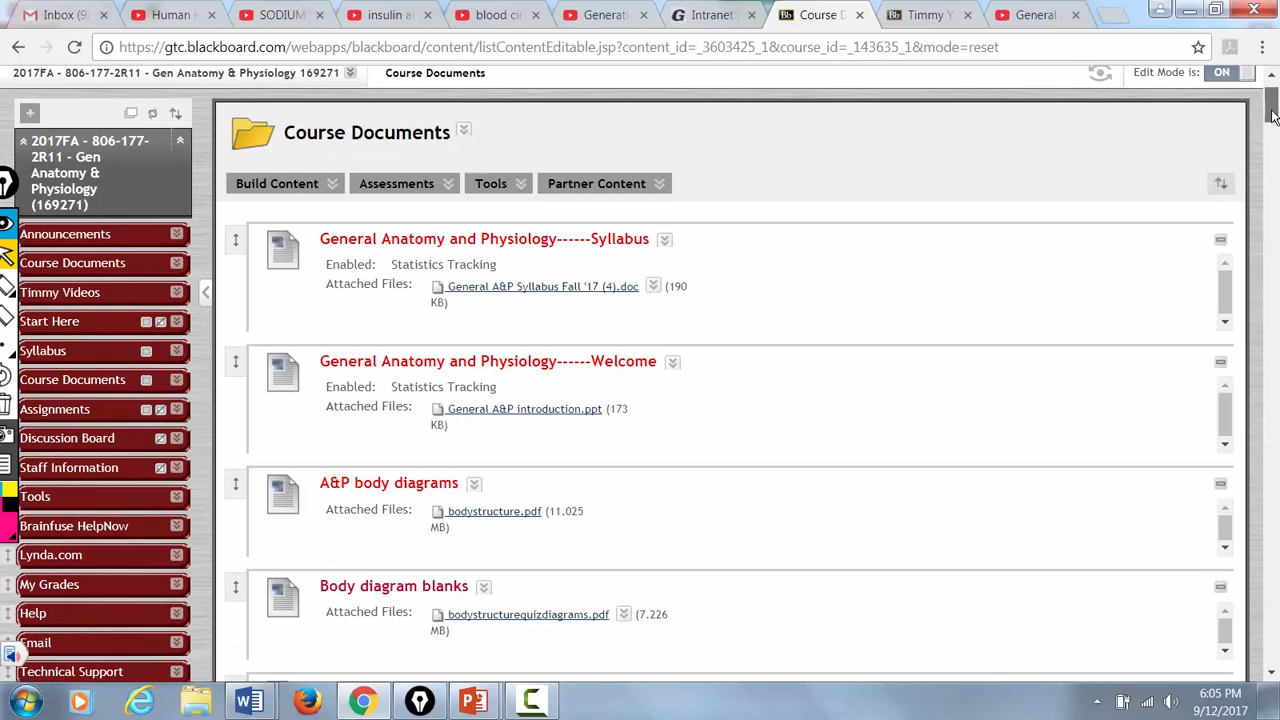 Inbox (9
Human
SODIUM
insulin a
blood ci
Generati
Intranet
Course D
Timmy V
General
https://gtc.blackboard.com/webapps/blackboard/content/listContentEditable.jsp?content_id=_3603425_1&course_id=_143635_1&mode=reset
2017FA - 806-177-2R11 - Gen Anatomy & Physiology 169271
Course Documents
Edit Mode is: ON
2017FA - 806-177-
2R11 - Gen
Anatomy &
Physiology
(169271)
Announcements
Course Documents
Timmy Videos
Start Here
Syllabus
Course Documents
Assignments
Discussion Board
Staff Information
Tools
Brainfuse HelpNow
Lynda.com
My Grades
Help
Email
Technical Support
Course Documents
Build Content
Assessments
Tools
Partner Content
General Anatomy and Physiology------Syllabus
Enabled: Statistics Tracking
Attached Files: General A&P Syllabus Fall '17 (4).doc (190
KB)
General Anatomy and Physiology------Welcome
Enabled: Statistics Tracking
Attached Files: General A&P introduction.ppt (173
KB)
A&P body diagrams
Attached Files: bodystructure.pdf (11.025
MB)
Body diagram blanks
Attached Files: bodystructurequizdiagrams.pdf (7.226
MB)
6:05 PM
9/12/2017